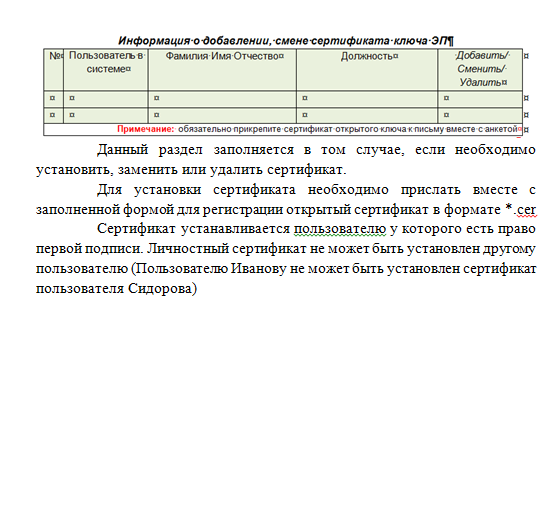 Информация о добавлении, смене сертификата ключа ЭП¶
№¤ Пользователь в системе¤ Фамилия Имя Отчество¤ Должность¤ Добавить/ Сменить/ Удалить¤ ¤
¤ ¤ ¤ ¤ ¤ ¤
¤ ¤ ¤ ¤ ¤ ¤
Примечание: обязательно прикрепите сертификат открытого ключа к письму вместе с анкетой¤ ¤
Данный раздел заполняется в том случае, если необходимо
установить, заменить или удалить сертификат.
Для установки сертификата необходимо прислать вместе с
заполненной формой для регистрации открытый сертификат в формате *.cer
Сертификат устанавливается пользователю у которого есть право
первой подписи. Личностный сертификат не может быть установлен другому
пользователю (Пользователю Иванову не может быть установлен сертификат
пользователя Сидорова)